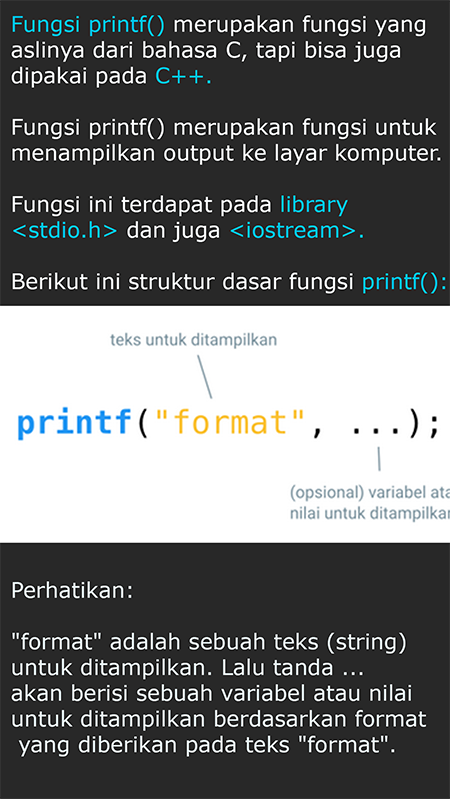 Fungsi printf() merupakan fungsi yang
aslinya dari bahasa C, tapi bisa juga
dipakai pada C++.
Fungsi printf() merupakan fungsi untuk
menampilkan output ke layar komputer.
Fungsi ini terdapat pada library
<stdio.h> dan juga <iostream>.
Berikut ini struktur dasar fungsi printf():
teks untuk ditampilkan
printf("format", ...);
(opsional) variabel ata
nilai untuk ditampilkan
Perhatikan:
"format" adalah sebuah teks (string)
untuk ditampilkan. Lalu tanda ...
akan berisi sebuah variabel atau nilai
untuk ditampilkan berdasarkan format
yang diberikan pada teks "format".